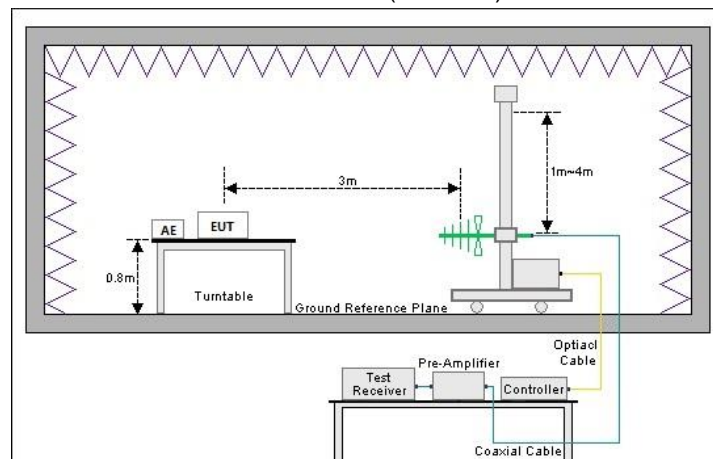 3m
1m~4m
AE
EUT
0.8m
Turntable
Ground Reference Plane
Optiacl
Cable
Pre-Amplifier
Test
Receiver
Controller
Coaxial Cable